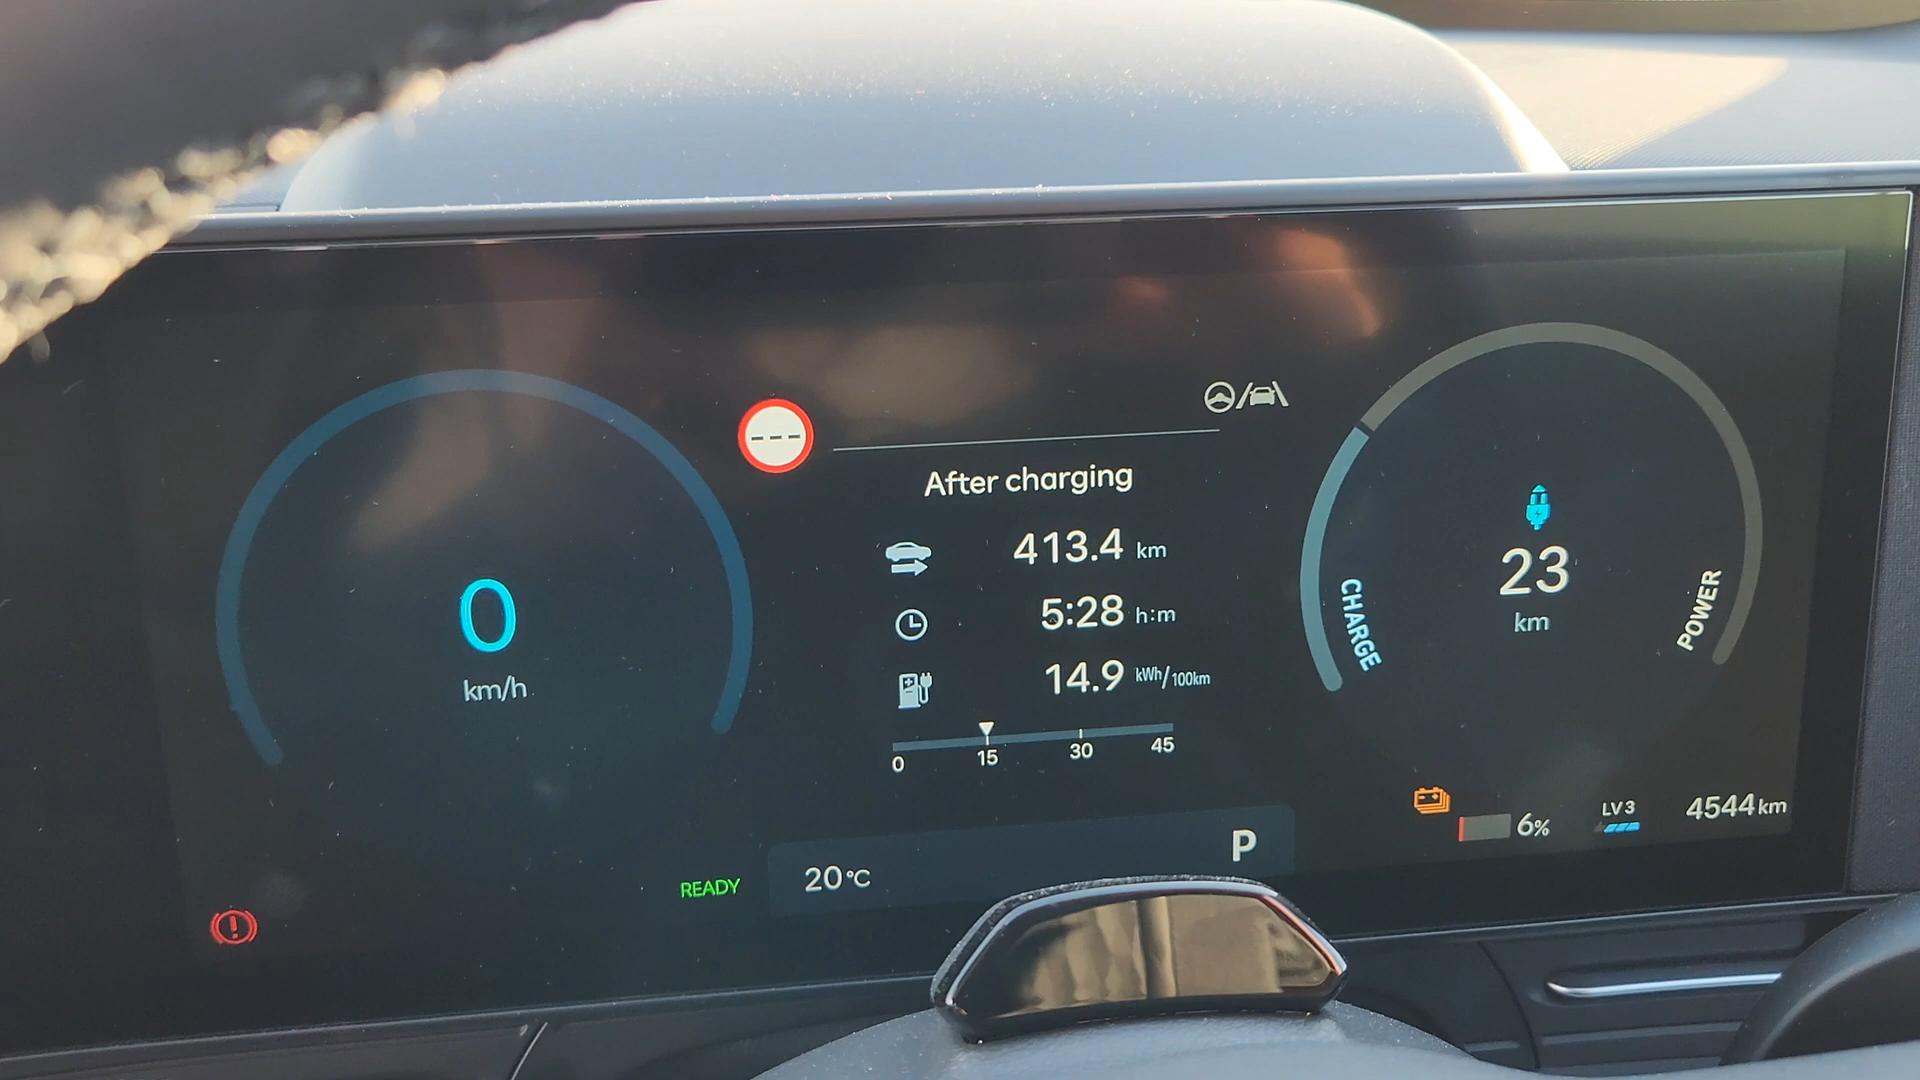 After charging
413.4 km
5:28 h:m
14.9 kWh/100km
0 15 30 45
0
km/h
CHARGE
23
km
POWER
6%
LV 3
4544 km
READY
20°C
P